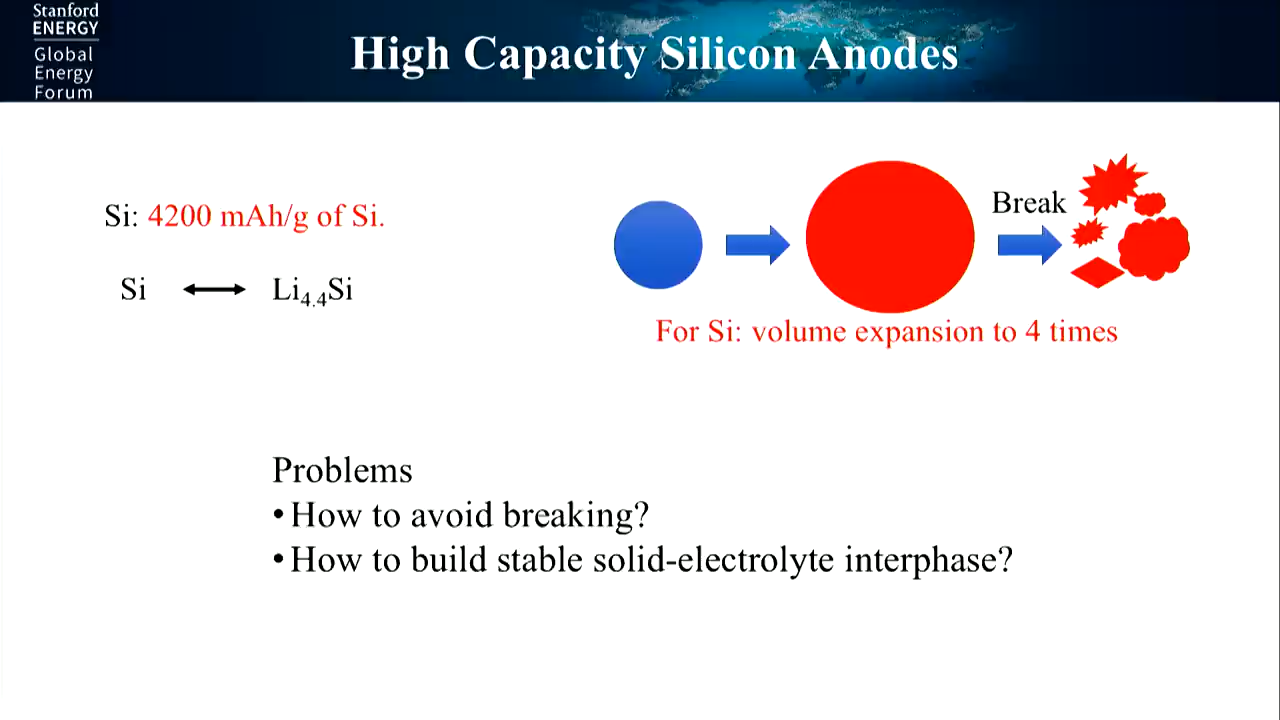 Stanford
ENERGY
Global
Energy
Forum
High Capacity Silicon Anodes
Si: 4200 mAh/g of Si.
Si ⟷ Li₄.₄Si
Break
For Si: volume expansion to 4 times
Problems
• How to avoid breaking?
• How to build stable solid-electrolyte interphase?